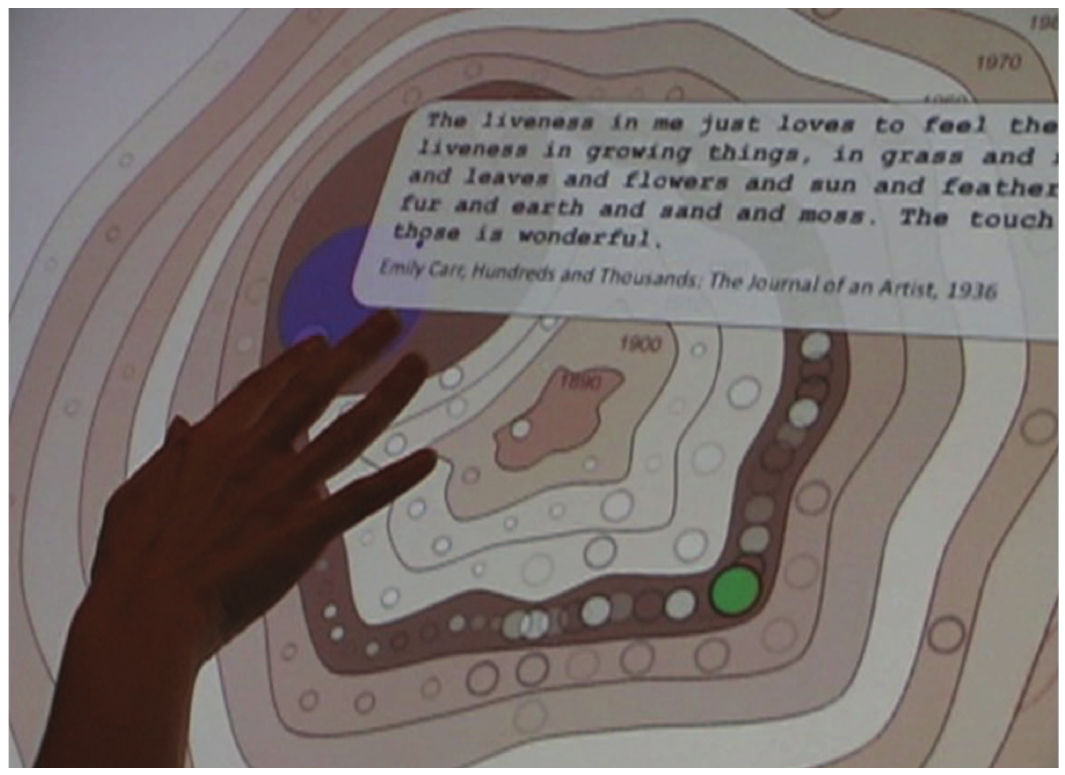 198
1970
1960
The liveness in me just loves to feel the
liveness in growing things, in grass and
and leaves and flowers and sun and feather
fur and earth and sand and moss. The touch
those is wonderful.
Emily Carr, Hundreds and Thousands: The Journal of an Artist, 1936
1900
1890